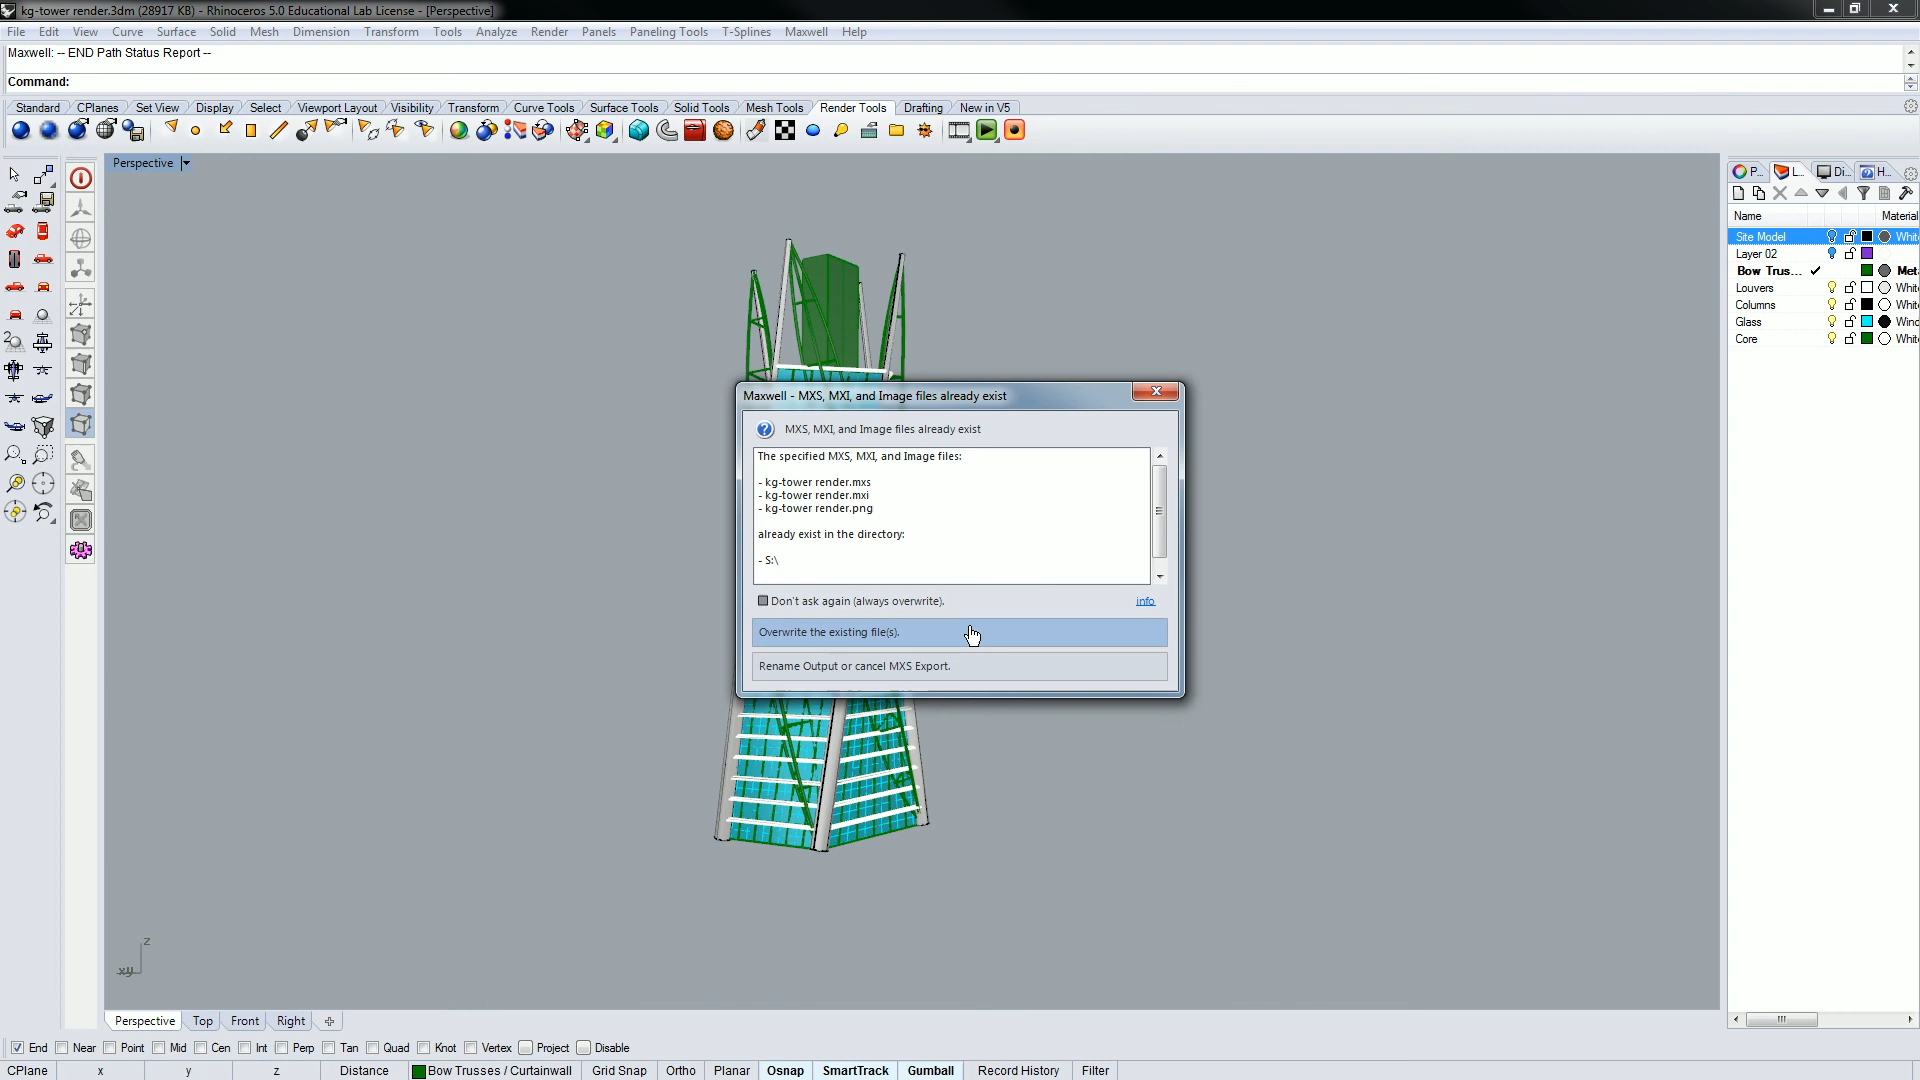 kg-tower render.3dm (28917 KB) - Rhinoceros 5.0 Educational Lab License - [Perspective]
File Edit View Curve Surface Solid Mesh Dimension Transform Tools Analyze Render Panels Paneling Tools T-Splines Maxwell Help
Maxwell: -- END Path Status Report --
Command:
Standard CPlanes Set View Display Select Viewport Layout Visibility Transform Curve Tools Surface Tools Solid Tools Mesh Tools Render Tools Drafting New in V5
Perspective
P... L... Di... H...
Name Material
Site Model Whit
Layer 02
Bow Trus... Met
Louvers Whit
Columns Whit
Glass Wind
Core Whit
Maxwell - MXS, MXI, and Image files already exist
MXS, MXI, and Image files already exist
The specified MXS, MXI, and Image files:
- kg-tower render.mxs
- kg-tower render.mxi
- kg-tower render.png
already exist in the directory:
- S:\
Don't ask again (always overwrite). info
Overwrite the existing file(s).
Rename Output or cancel MXS Export.
z
xy
Perspective Top Front Right
End Near Point Mid Cen Int Perp Tan Quad Knot Vertex Project Disable
CPlane x y z Distance Bow Trusses / Curtainwall Grid Snap Ortho Planar Osnap SmartTrack Gumball Record History Filter